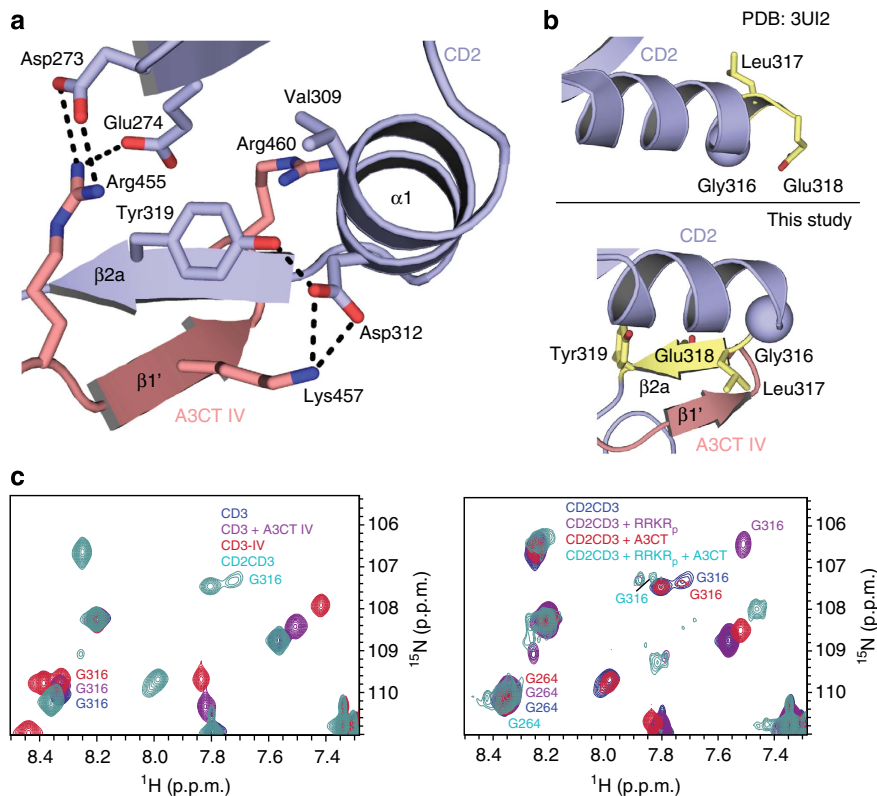 a
Asp273
CD2
Glu274
Val309
Arg460
Arg455
α1
Tyr319
β2a
Asp312
β1'
Lys457
A3CT IV
b
PDB: 3UI2
CD2
Leu317
Gly316
Glu318
This study
CD2
Tyr319
Glu318
Gly316
β2a
Leu317
β1'
A3CT IV
c
CD3
CD3 + A3CT IV
CD3-IV
CD2CD3
G316
G316
G316
G316
106
107
108
109
110
15N (p.p.m.)
8.4 8.2 8.0 7.8 7.6 7.4
1H (p.p.m.)
CD2CD3
CD2CD3 + RRKRp
CD2CD3 + A3CT
CD2CD3 + RRKRp + A3CT
G316
G316
G316
G316
G264
G264
G264
G264
106
107
108
109
110
15N (p.p.m.)
8.4 8.2 8.0 7.8 7.6 7.4
1H (p.p.m.)